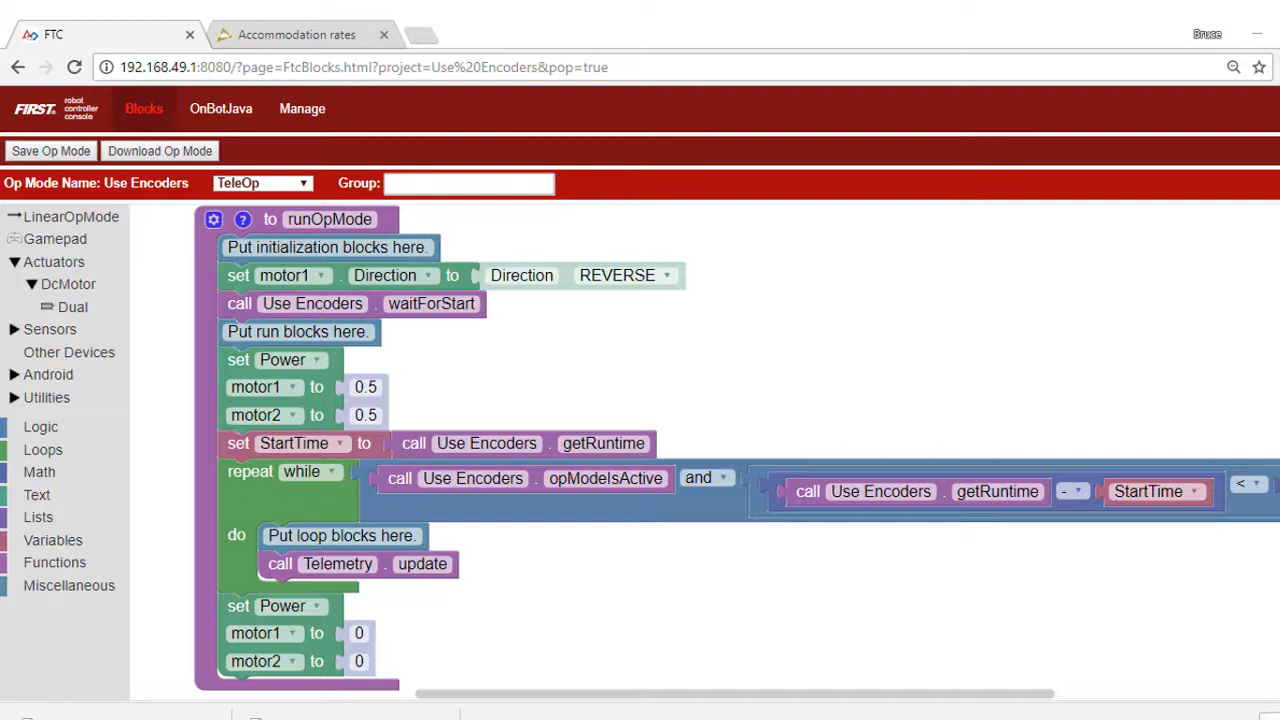 FTC
Accommodation rates
Bruce
192.168.49.1:8080/?page=FtcBlocks.html?project=Use%20Encoders&pop=true
FIRST. robot controller console
Blocks
OnBotJava
Manage
Save Op Mode
Download Op Mode
Op Mode Name: Use Encoders
TeleOp
Group:
LinearOpMode
Gamepad
Actuators
DcMotor
Dual
Sensors
Other Devices
Android
Utilities
Logic
Loops
Math
Text
Lists
Variables
Functions
Miscellaneous
? to runOpMode
Put initialization blocks here.
set motor1 . Direction to Direction REVERSE
call Use Encoders . waitForStart
Put run blocks here.
set Power
motor1 to 0.5
motor2 to 0.5
set StartTime to call Use Encoders . getRuntime
repeat while call Use Encoders . opModeIsActive and call Use Encoders . getRuntime - StartTime <
do Put loop blocks here.
call Telemetry . update
set Power
motor1 to 0
motor2 to 0